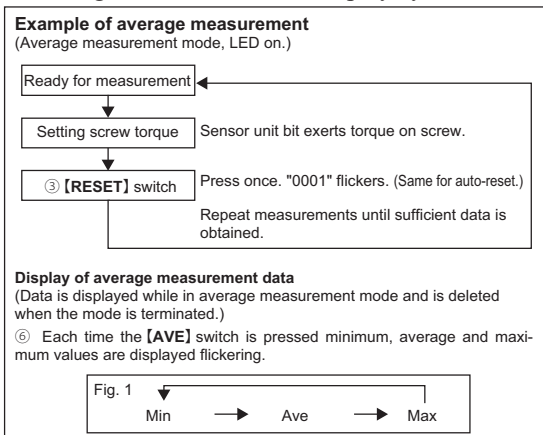 Example of average measurement
(Average measurement mode, LED on.)
Ready for measurement
Setting screw torque Sensor unit bit exerts torque on screw.
③【RESET】switch Press once. "0001" flickers. (Same for auto-reset.)
Repeat measurements until sufficient data is
obtained.
Display of average measurement data
(Data is displayed while in average measurement mode and is deleted
when the mode is terminated.)
⑥ Each time the【AVE】switch is pressed minimum, average and maxi-
mum values are displayed flickering.
Fig. 1
Min Ave Max